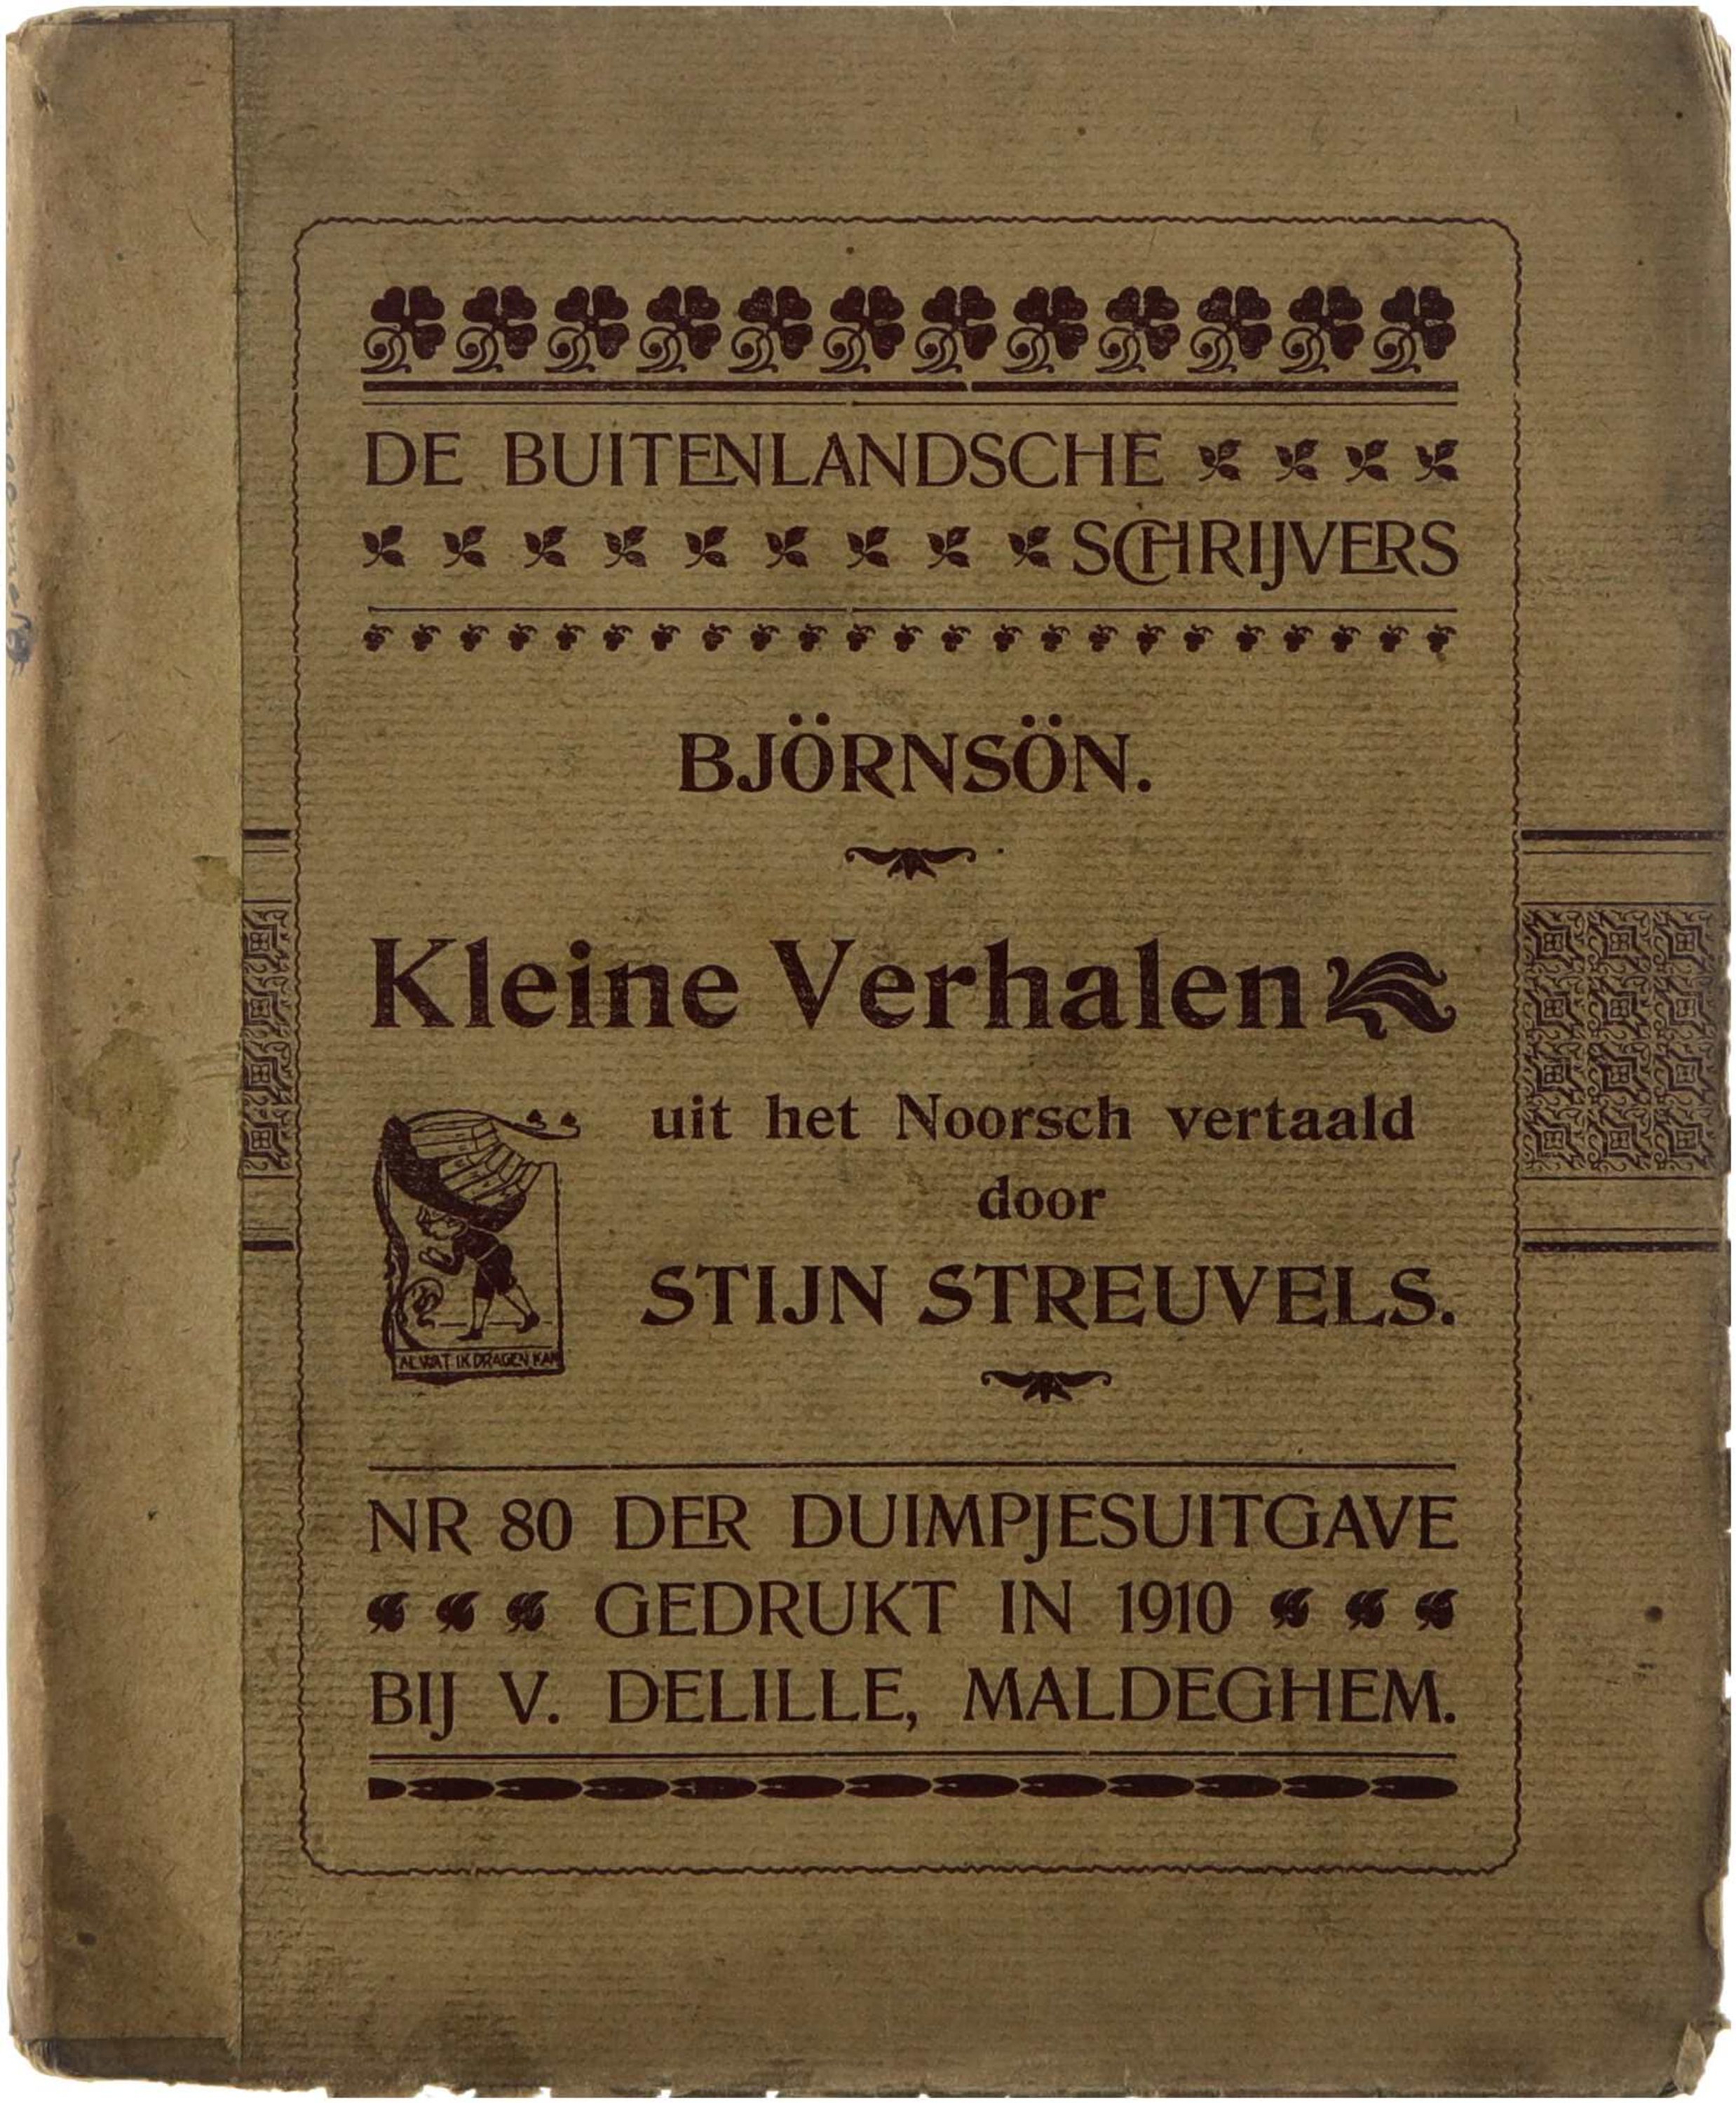 DE BUITENLANDSCHE
SCHRIJVERS
BJÖRNSÖN.
Kleine Verhalen
uit het Noorsch vertaald
door
STIJN STREUVELS.
AL WAT IK DRAGEN KAN
NR 80 DER DUIMPJESUITGAVE
GEDRUKT IN 1910
BIJ V. DELILLE, MALDEGHEM.